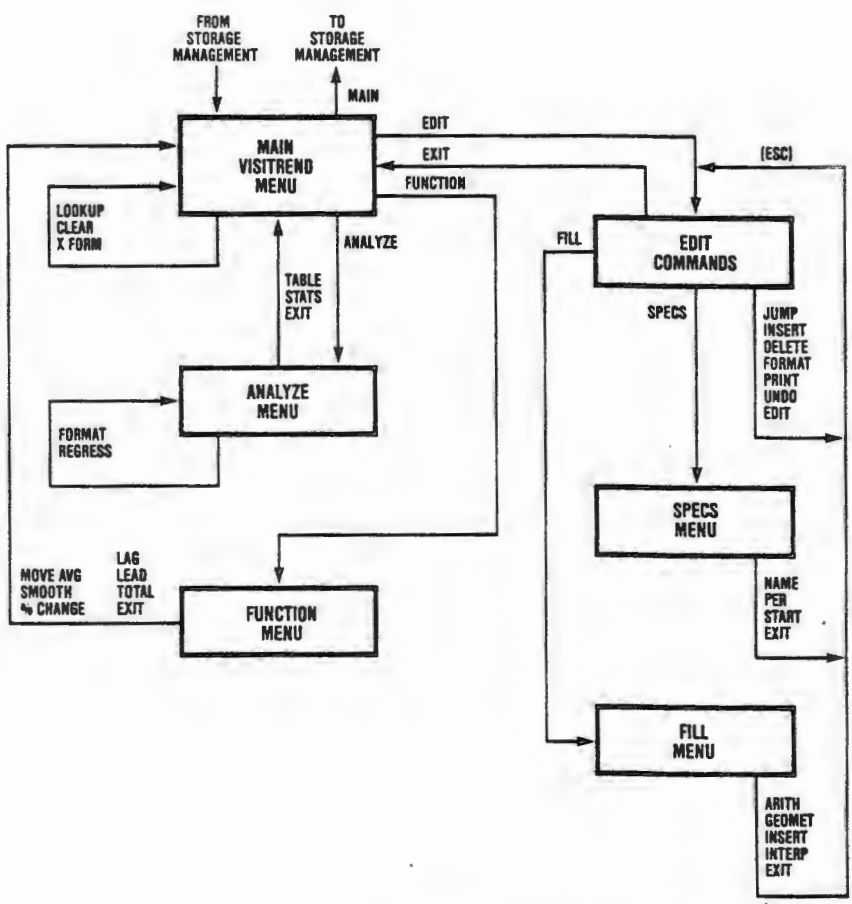 FROM
STORAGE
MANAGEMENT
TO
STORAGE
MANAGEMENT
MAIN
MAIN
VISITREND
MENU
EDIT
EXIT
FUNCTION
(ESC)
LOOKUP
CLEAR
X FORM
ANALYZE
TABLE
STATS
EXIT
FILL
EDIT
COMMANDS
SPECS
JUMP
INSERT
DELETE
FORMAT
PRINT
UNDO
EDIT
ANALYZE
MENU
FORMAT
REGRESS
SPECS
MENU
NAME
PER
START
EXIT
MOVE AVG
SMOOTH
% CHANGE
LAG
LEAD
TOTAL
EXIT
FUNCTION
MENU
FILL
MENU
ARITH
GEOMET
INSERT
INTERP
EXIT